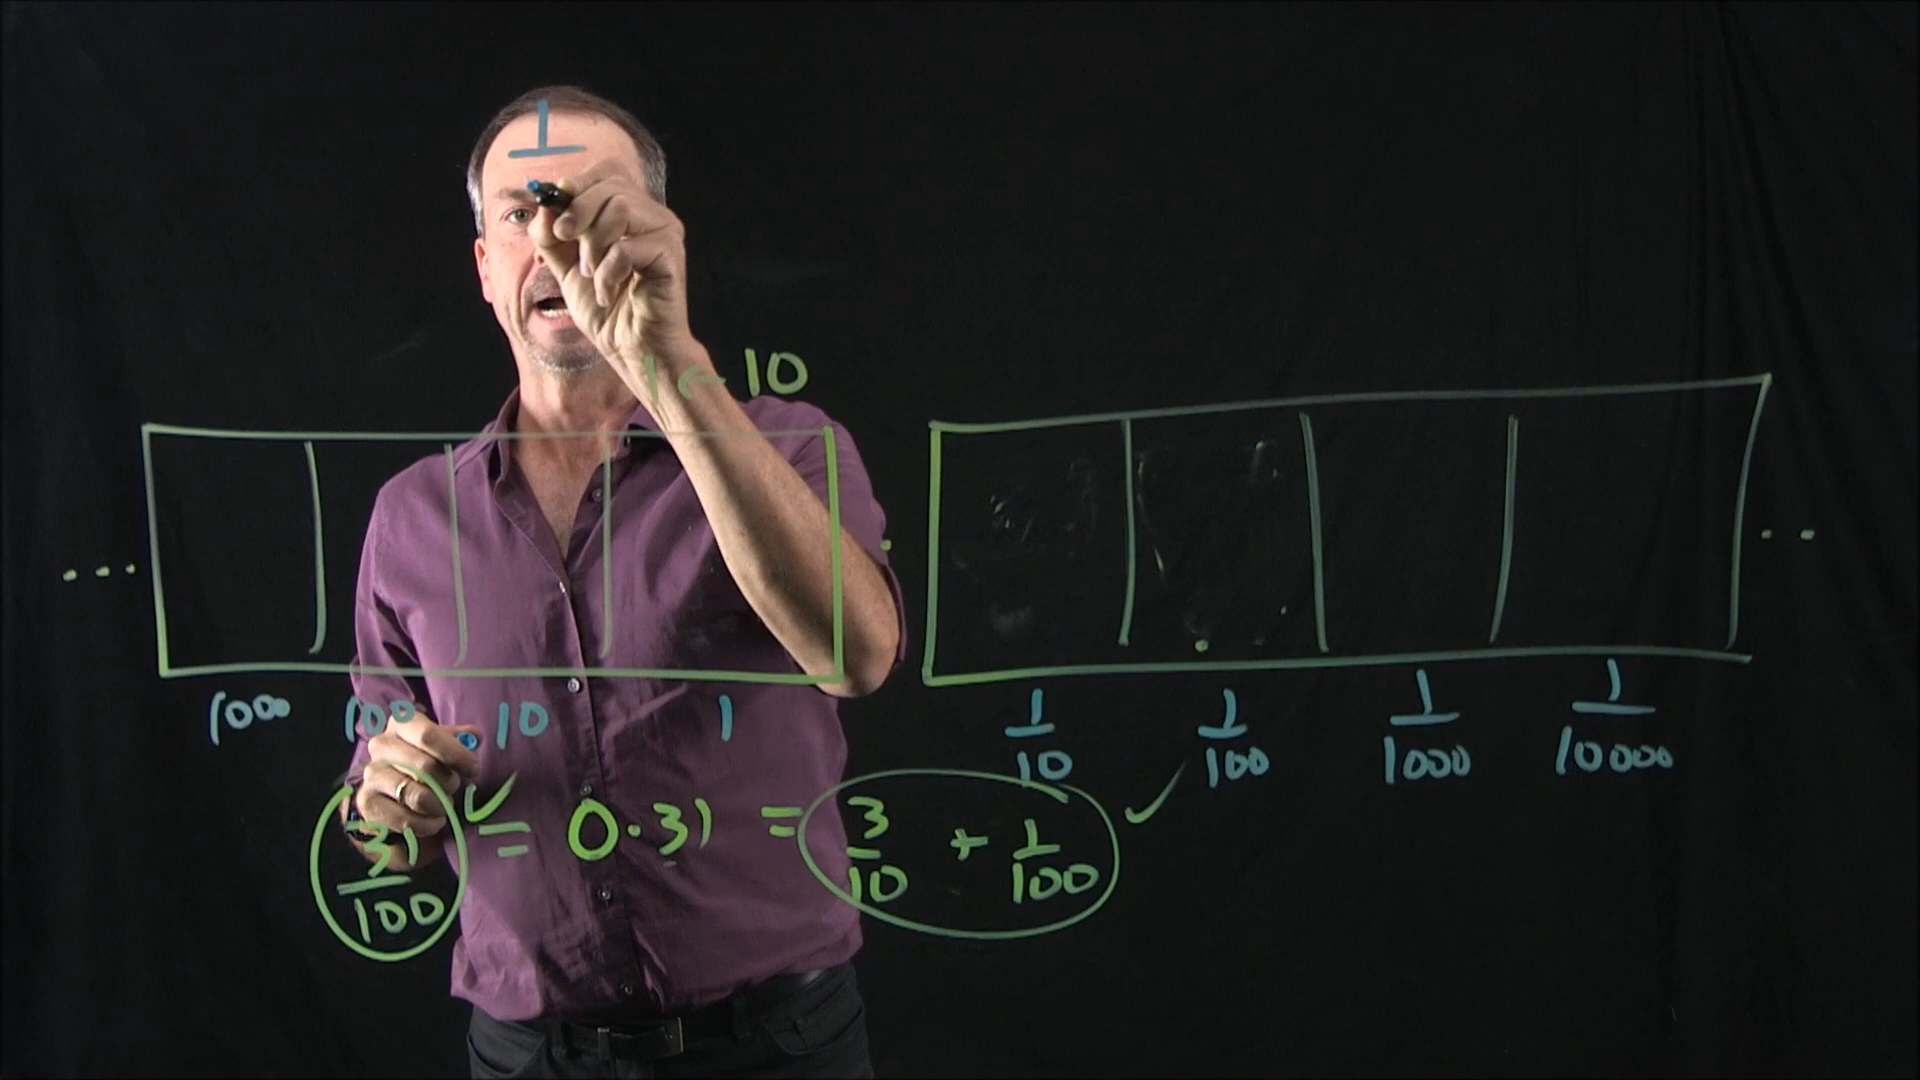 1
1 ← 10
... . ...
1000 100 10 1 1/10 1/100 1/1000 1/10000
31/100 = 0.31 = 3/10 + 1/100